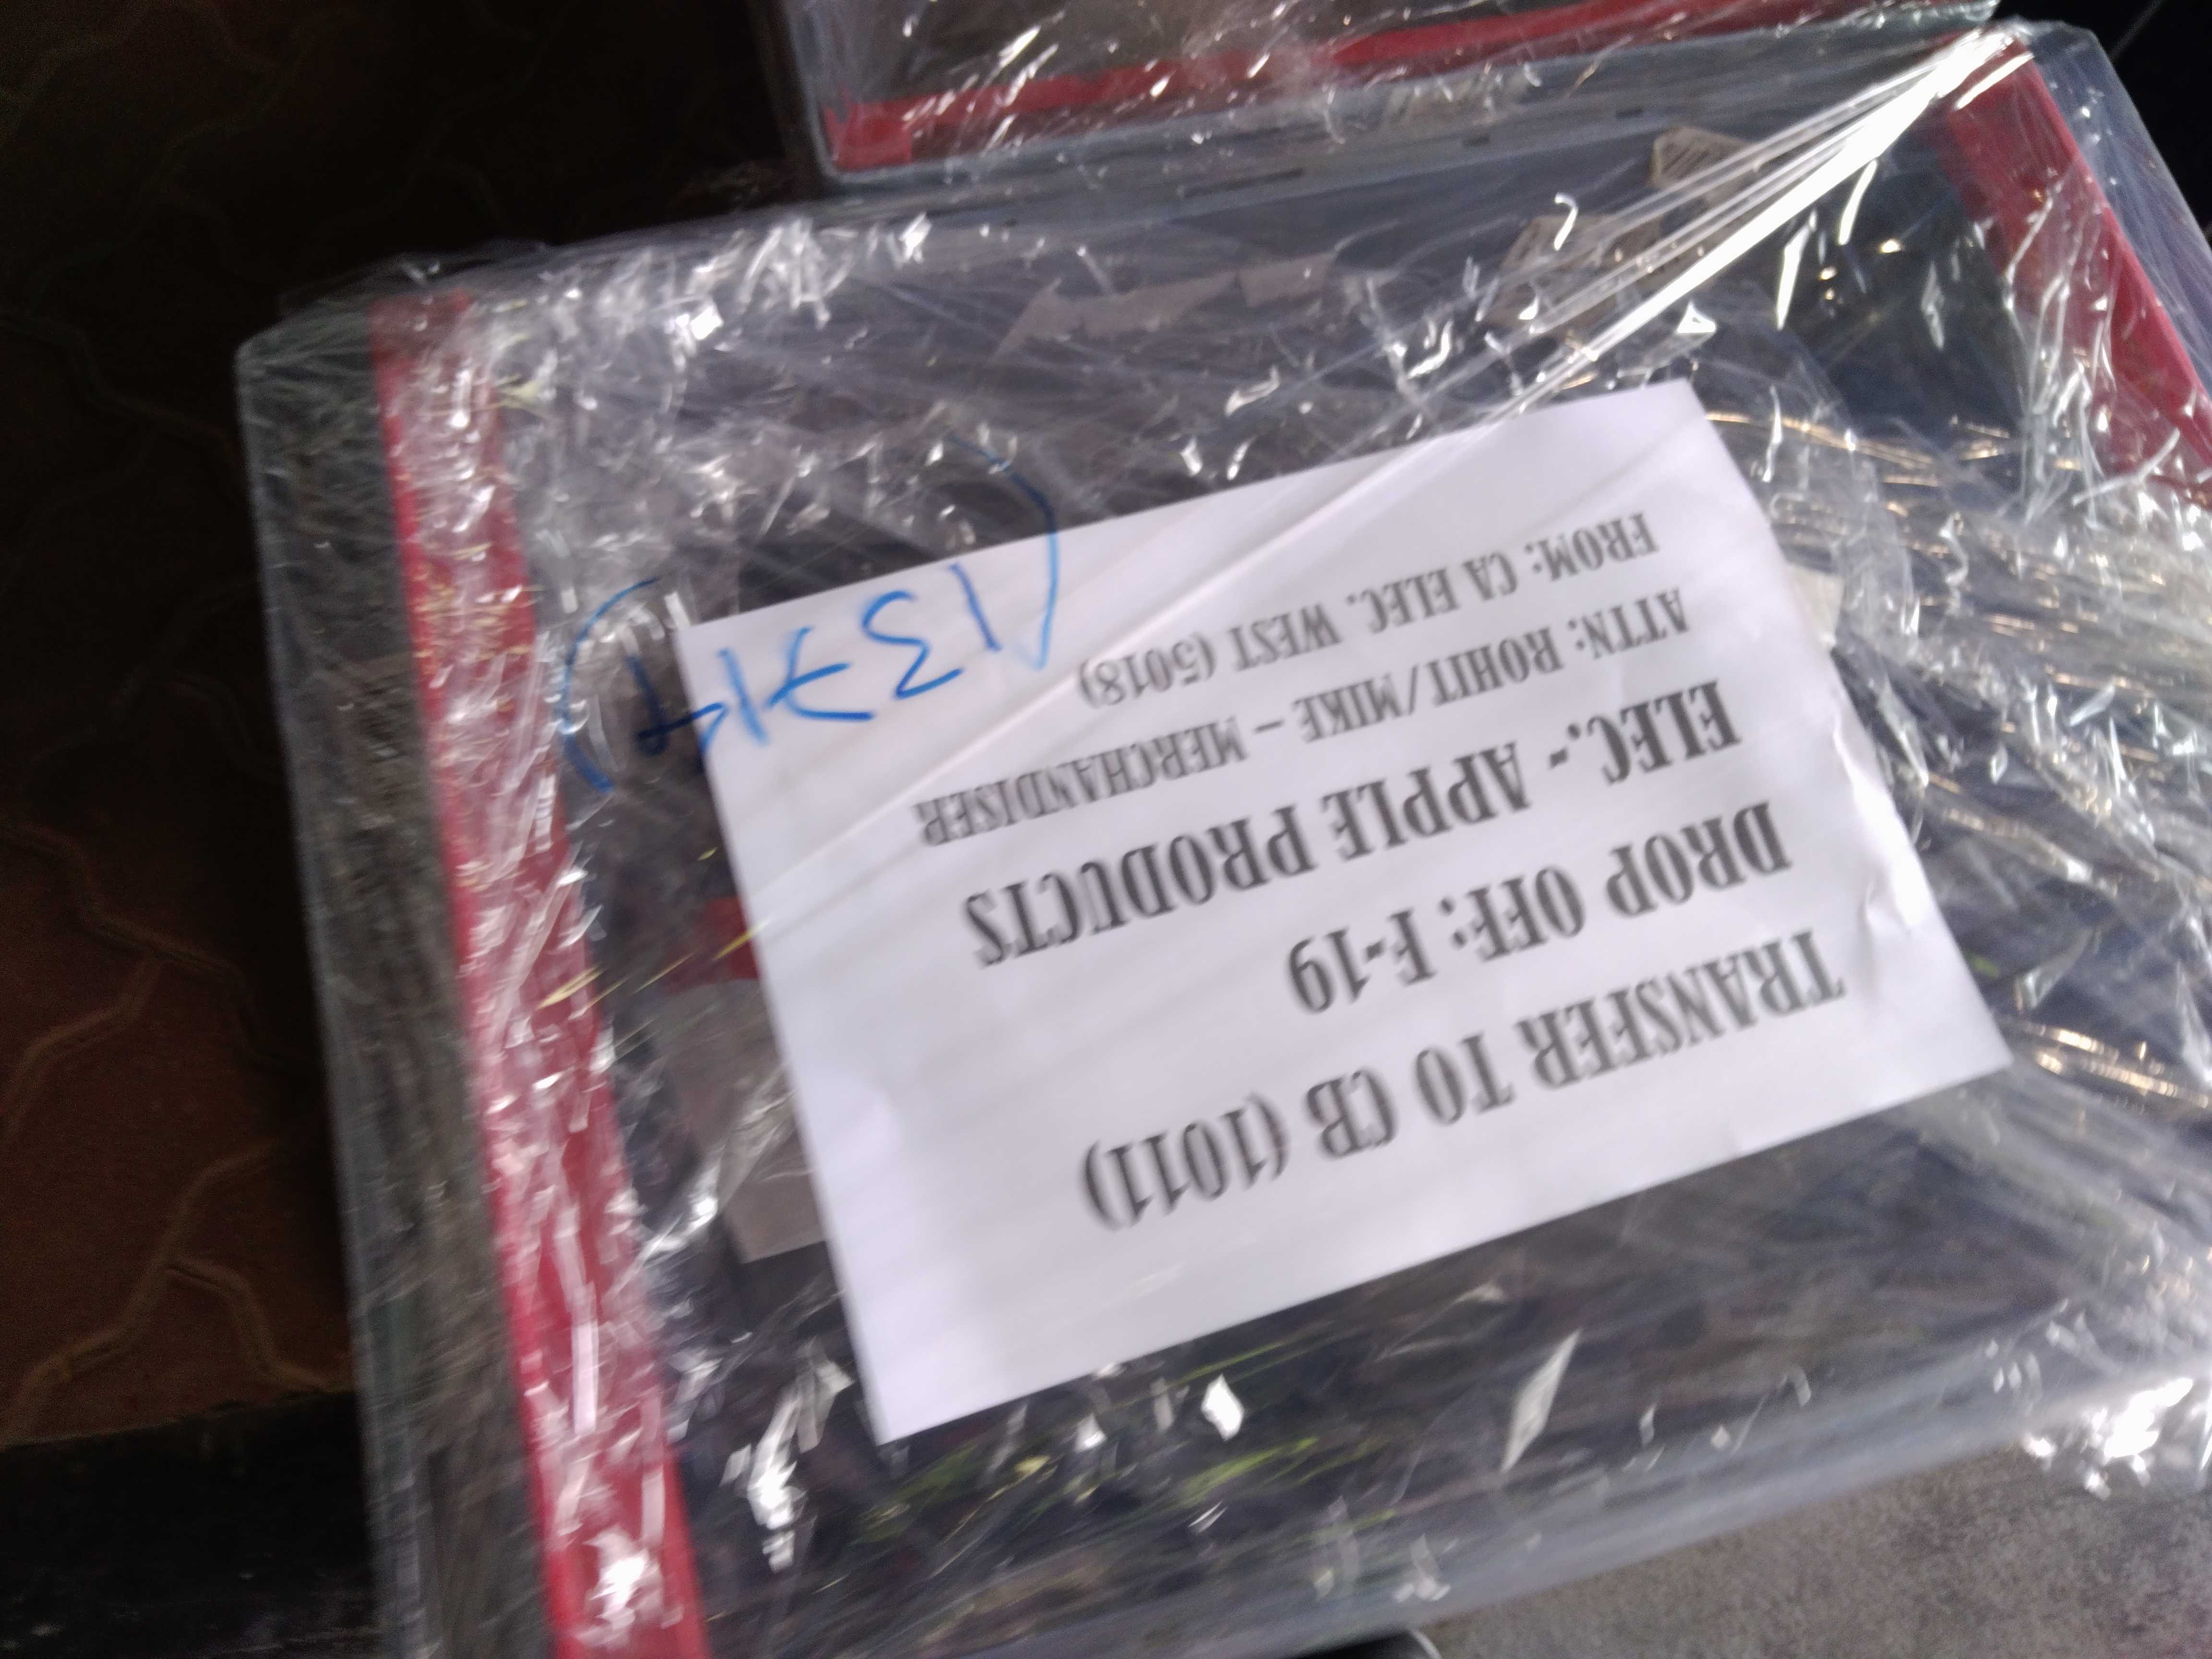 TRANSFER TO CB (1011)
DROP OFF: F-19
ELEC.- APPLE PRODUCTS
ATTN: ROHIT/MIKE – MERCHANDISER
FROM: CA ELEC. WEST (5018)